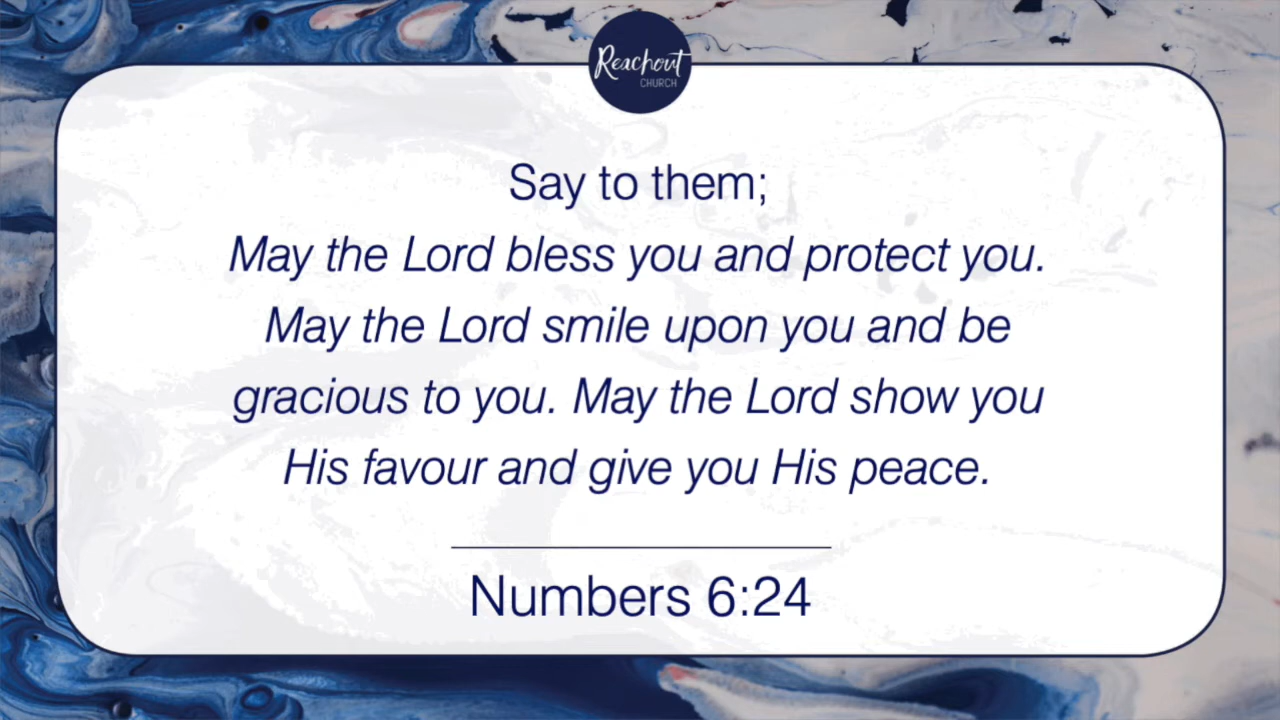 Reachout
CHURCH
Say to them;
May the Lord bless you and protect you.
May the Lord smile upon you and be
gracious to you. May the Lord show you
His favour and give you His peace.
Numbers 6:24